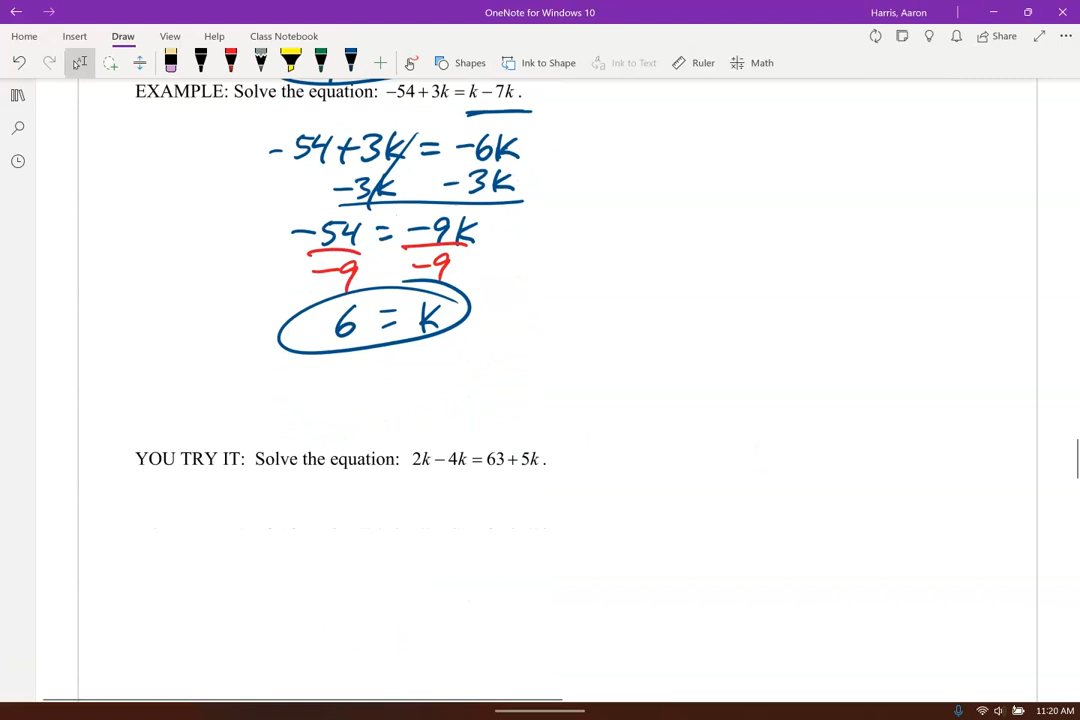 OneNote for Windows 10
Harris, Aaron
Home Insert Draw View Help Class Notebook Share
Shapes Ink to Shape Ink to Text Ruler Math
EXAMPLE: Solve the equation: −54 + 3k = k − 7k .
-54+3k = -6k
-3k -3k
-54 = -9k
-9 -9
6 = k
YOU TRY IT: Solve the equation: 2k − 4k = 63 + 5k .
11:20 AM